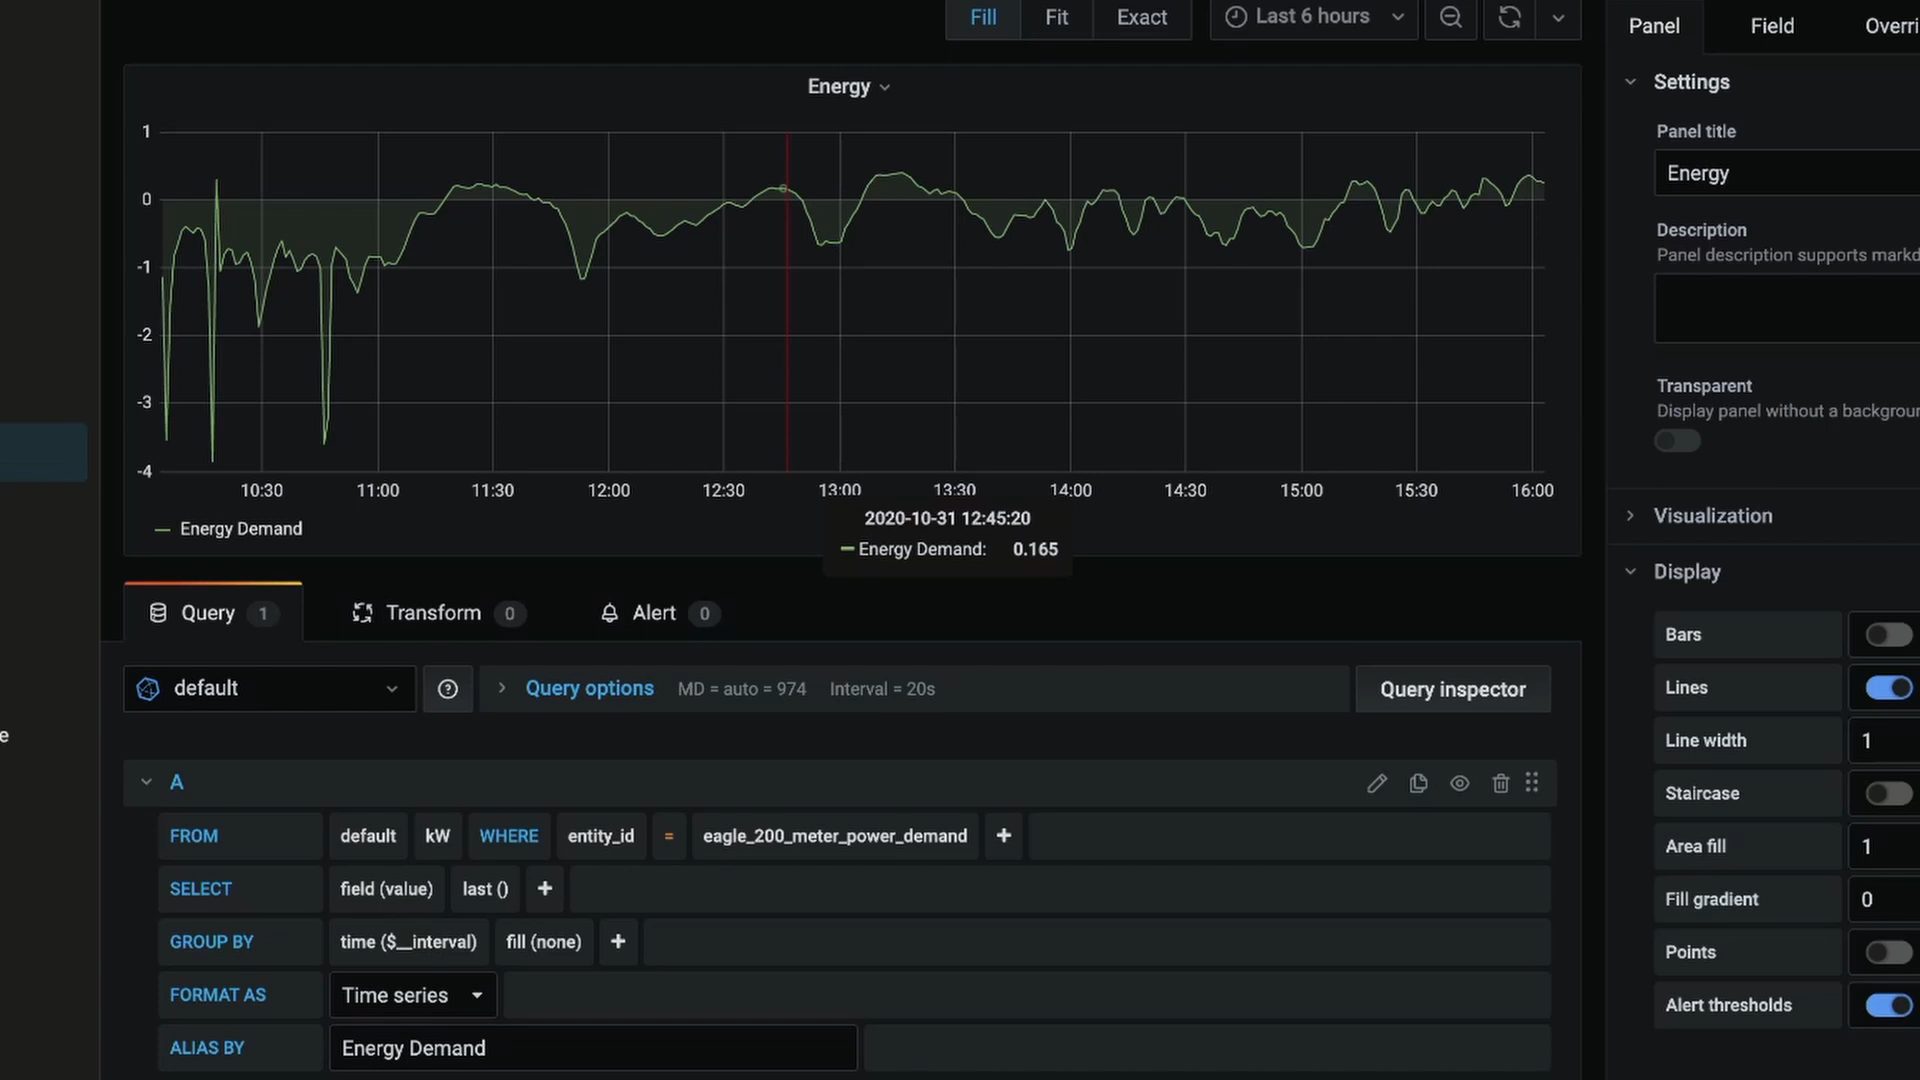 Fill Fit Exact Last 6 hours
Panel Field Overri
Settings
Panel title
Energy
Description
Panel description supports markd
Transparent
Display panel without a backgroun
Visualization
Display
Bars
Lines
Line width 1
Staircase
Area fill 1
Fill gradient 0
Points
Alert thresholds
Energy
1
0
-1
-2
-3
-4
10:30 11:00 11:30 12:00 12:30 13:00 13:30 14:00 14:30 15:00 15:30 16:00
2020-10-31 12:45:20
Energy Demand: 0.165
Energy Demand
Query 1 Transform 0 Alert 0
default Query options MD = auto = 974 Interval = 20s Query inspector
e
A
FROM default kW WHERE entity_id = eagle_200_meter_power_demand +
SELECT field (value) last () +
GROUP BY time ($__interval) fill (none) +
FORMAT AS Time series
ALIAS BY Energy Demand